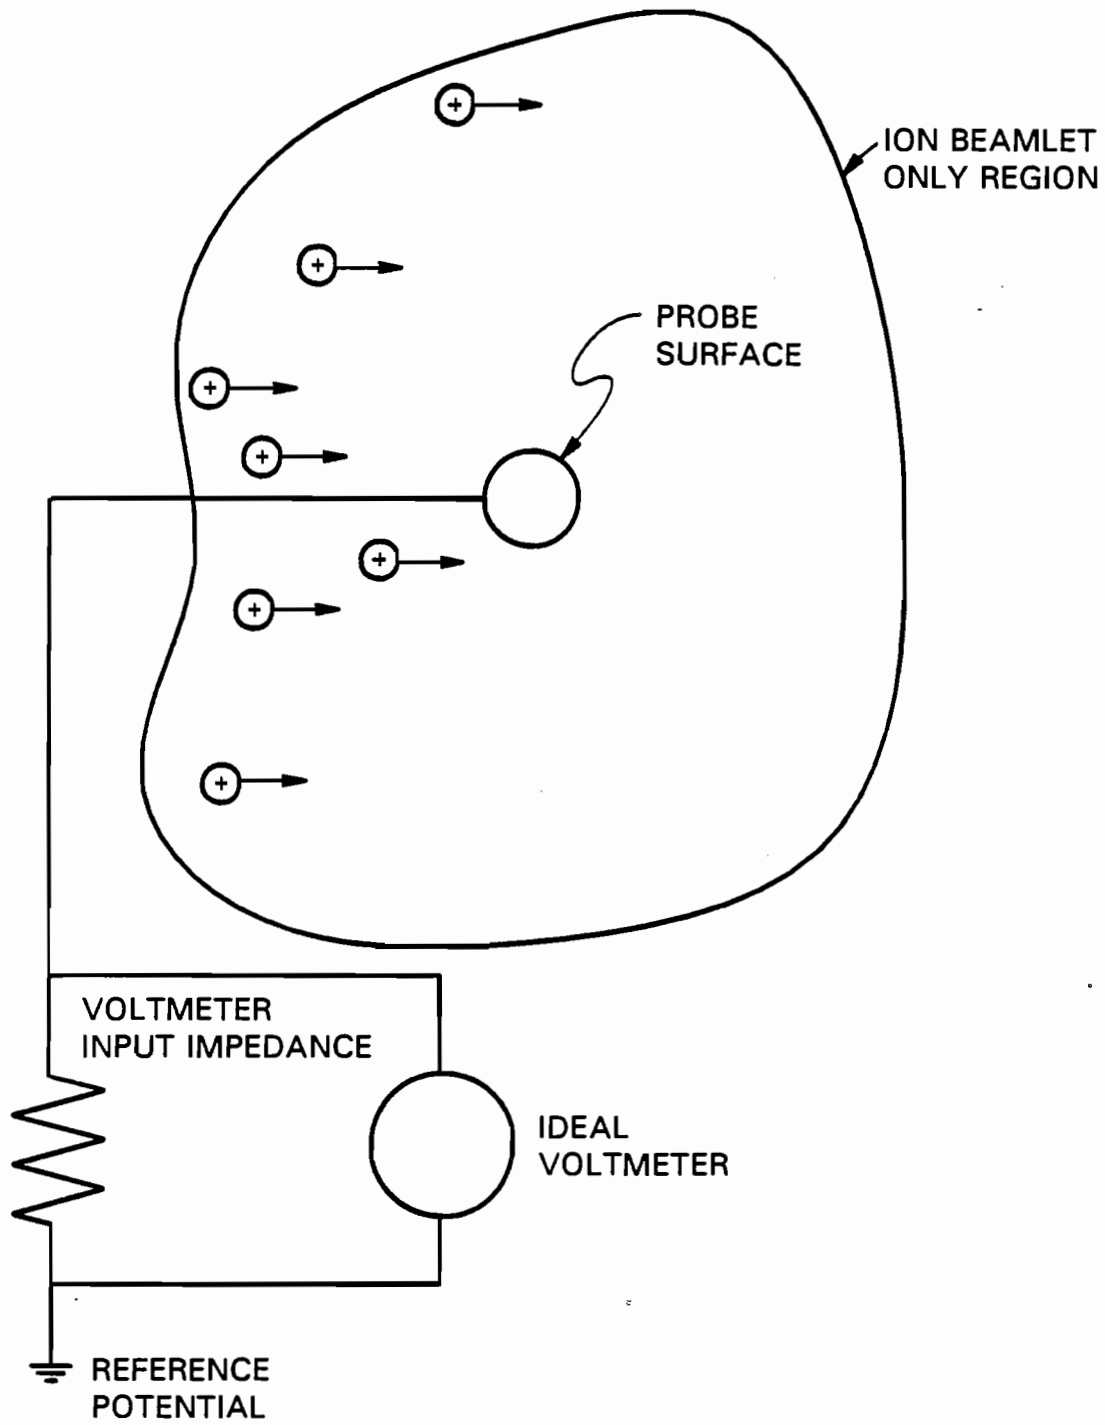 ION BEAMLET
ONLY REGION
PROBE
SURFACE
+
+
+
+
+
+
+
VOLTMETER
INPUT IMPEDANCE
IDEAL
VOLTMETER
REFERENCE
POTENTIAL